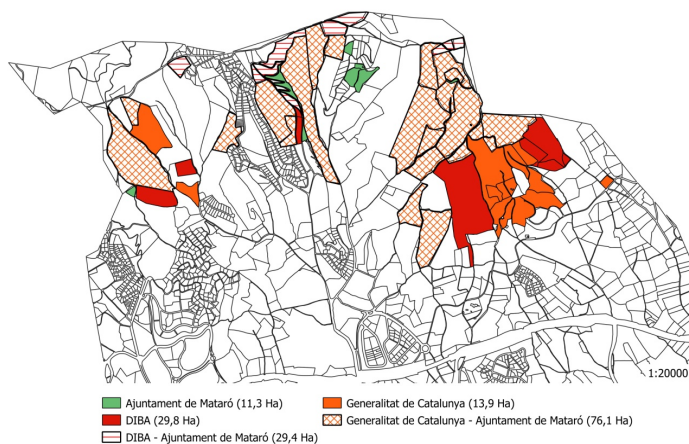 1:20000
Ajuntament de Mataró (11,3 Ha)
Generalitat de Catalunya (13,9 Ha)
DIBA (29,8 Ha)
Generalitat de Catalunya - Ajuntament de Mataró (76,1 Ha)
DIBA - Ajuntament de Mataró (29,4 Ha)